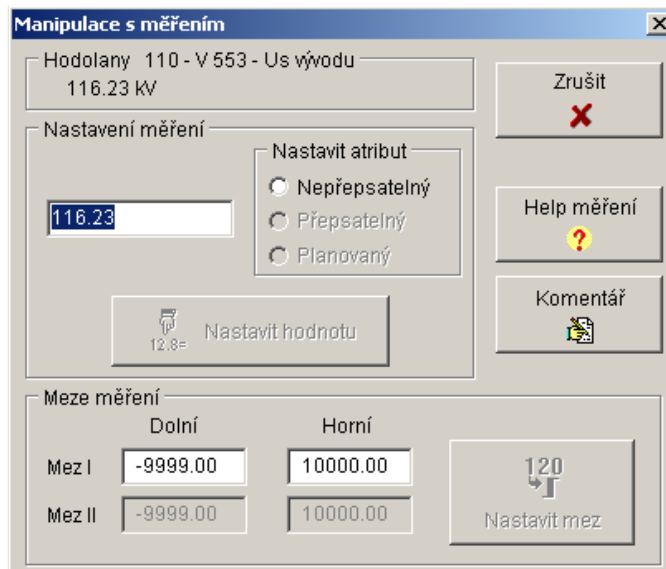 Manipulace s měřením
Hodolany 110 - V 553 - Us vývodu
116.23 kV
Zrušit
Nastavení měření
Nastavit atribut
Nepřepsatelný
116.23
Přepsatelný
Planovaný
Help měření
?
Komentář
12.8=
Nastavit hodnotu
Meze měření
Dolní Horní
Mez I -9999.00 10000.00
120
Mez II -9999.00 10000.00
Nastavit mez